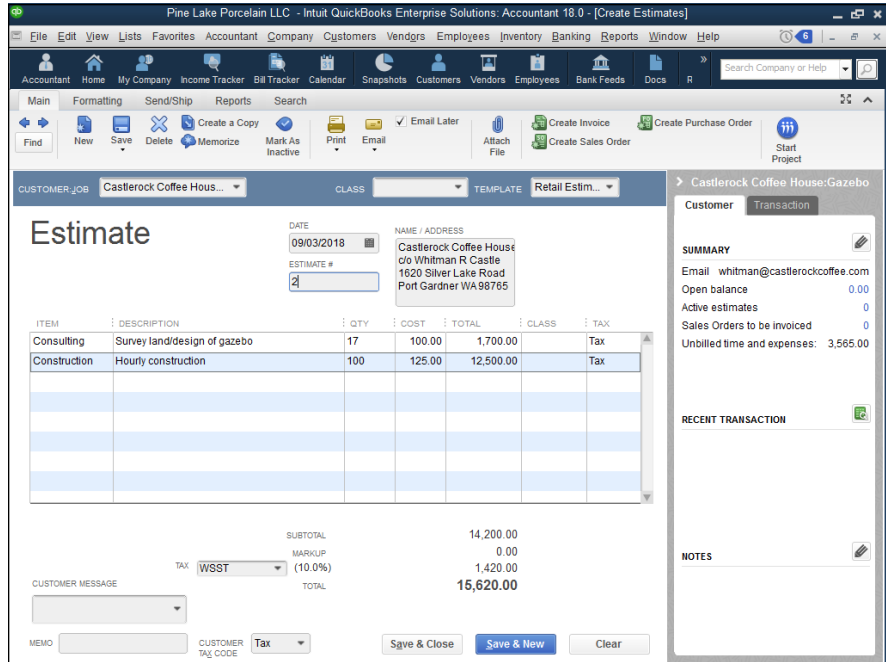 Pine Lake Porcelain LLC - Intuit QuickBooks Enterprise Solutions: Accountant 18.0 - [Create Estimates]
File Edit View Lists Favorites Accountant Company Customers Vendors Employees Inventory Banking Reports Window Help 6
Accountant Home My Company Income Tracker Bill Tracker Calendar Snapshots Customers Vendors Employees Bank Feeds Docs R » Search Company or Help
Main Formatting Send/Ship Reports Search
Find New Save Delete Create a Copy Memorize Mark As Inactive Print Email Email Later Attach File Create Invoice Create Sales Order Create Purchase Order Start Project
CUSTOMER:JOB Castlerock Coffee Hous... CLASS TEMPLATE Retail Estim...
Estimate
DATE
09/03/2018
ESTIMATE #
2
NAME / ADDRESS
Castlerock Coffee House
c/o Whitman R Castle
1620 Silver Lake Road
Port Gardner WA 98765
ITEM DESCRIPTION QTY COST TOTAL CLASS TAX
Consulting Survey land/design of gazebo 17 100.00 1,700.00 Tax
Construction Hourly construction 100 125.00 12,500.00 Tax
SUBTOTAL 14,200.00
MARKUP 0.00
TAX WSST (10.0%) 1,420.00
TOTAL 15,620.00
CUSTOMER MESSAGE
MEMO
CUSTOMER TAX CODE Tax
Save & Close Save & New Clear
Castlerock Coffee House:Gazebo
Customer Transaction
SUMMARY
Email whitman@castlerockcoffee.com
Open balance 0.00
Active estimates 0
Sales Orders to be invoiced 0
Unbilled time and expenses: 3,565.00
RECENT TRANSACTION
NOTES